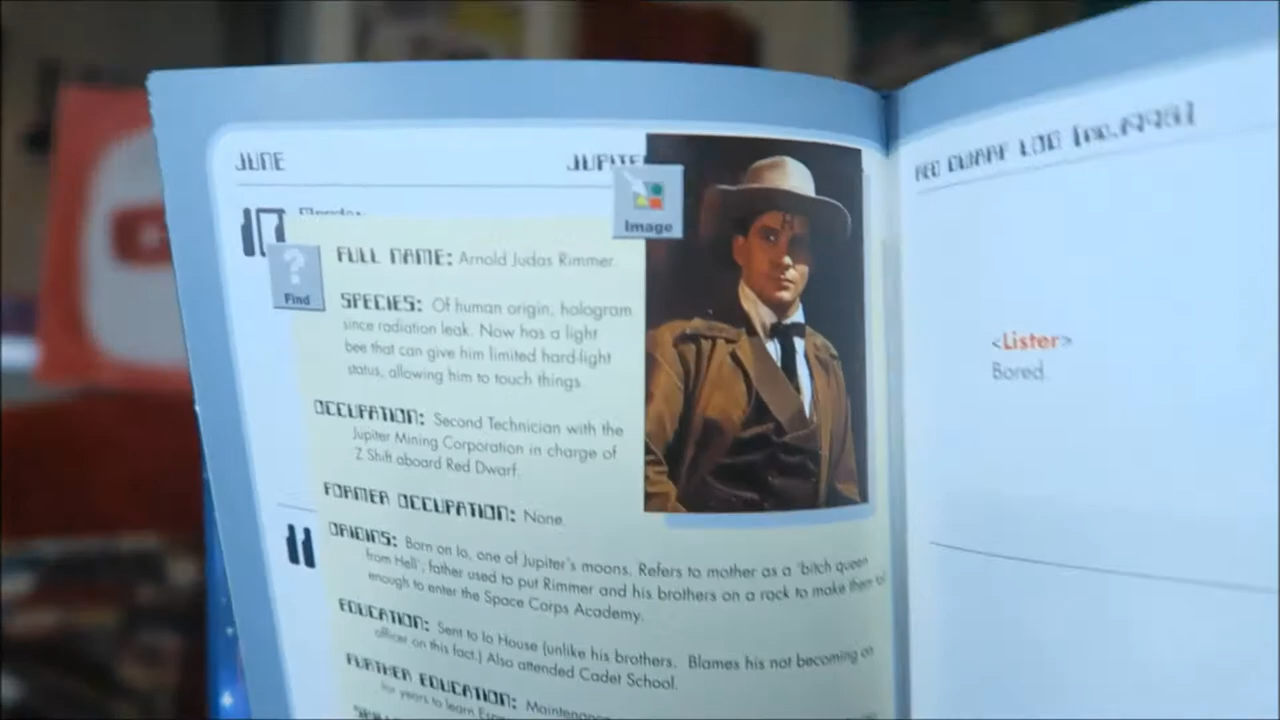 JUNE
JUPITE
10 Monday
Image
Find
FULL NAME: Arnold Judas Rimmer.
SPECIES: Of human origin, hologram
since radiation leak. Now has a light
bee that can give him limited hard-light
status, allowing him to touch things.
OCCUPATION: Second Technician with the
Jupiter Mining Corporation in charge of
Z Shift aboard Red Dwarf.
FORMER OCCUPATION: None.
11
ORIGINS: Born on Io, one of Jupiter's moons. Refers to mother as a 'bitch queen
from Hell', father used to put Rimmer and his brothers on a rack to make them
enough to enter the Space Corps Academy.
EDUCATION: Sent to Io House (unlike his brothers. Blames his not becoming an
officer on this fact.) Also attended Cadet School.
FURTHER EDUCATION: Maintenance
for years to learn
RED DWARF LOG
<Lister>
Bored.